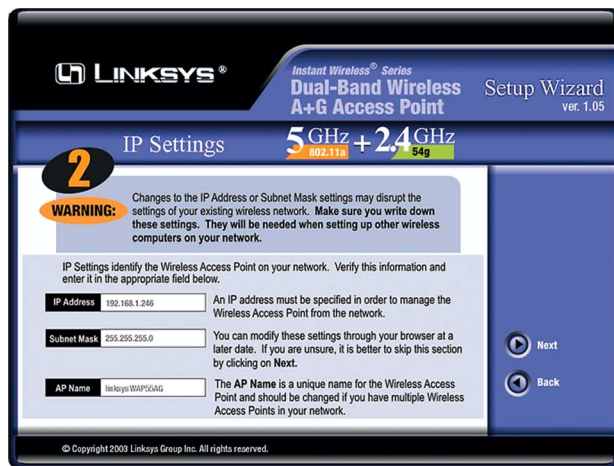 LINKSYS®
Instant Wireless® Series
Dual-Band Wireless
A+G Access Point
Setup Wizard
ver. 1.05
IP Settings
5 GHz 802.11a + 2.4 GHz 54g
2
WARNING:
Changes to the IP Address or Subnet Mask settings may disrupt the
settings of your existing wireless network. Make sure you write down
these settings. They will be needed when setting up other wireless
computers on your network.
IP Settings identify the Wireless Access Point on your network. Verify this information and
enter it in the appropriate field below.
IP Address 192.168.1.246
An IP address must be specified in order to manage the
Wireless Access Point from the network.
Subnet Mask 255.255.255.0
You can modify these settings through your browser at a
later date. If you are unsure, it is better to skip this section
by clicking on Next.
AP Name linksys WAP55AG
The AP Name is a unique name for the Wireless Access
Point and should be changed if you have multiple Wireless
Access Points in your network.
Next
Back
© Copyright 2003 Linksys Group Inc. All rights reserved.